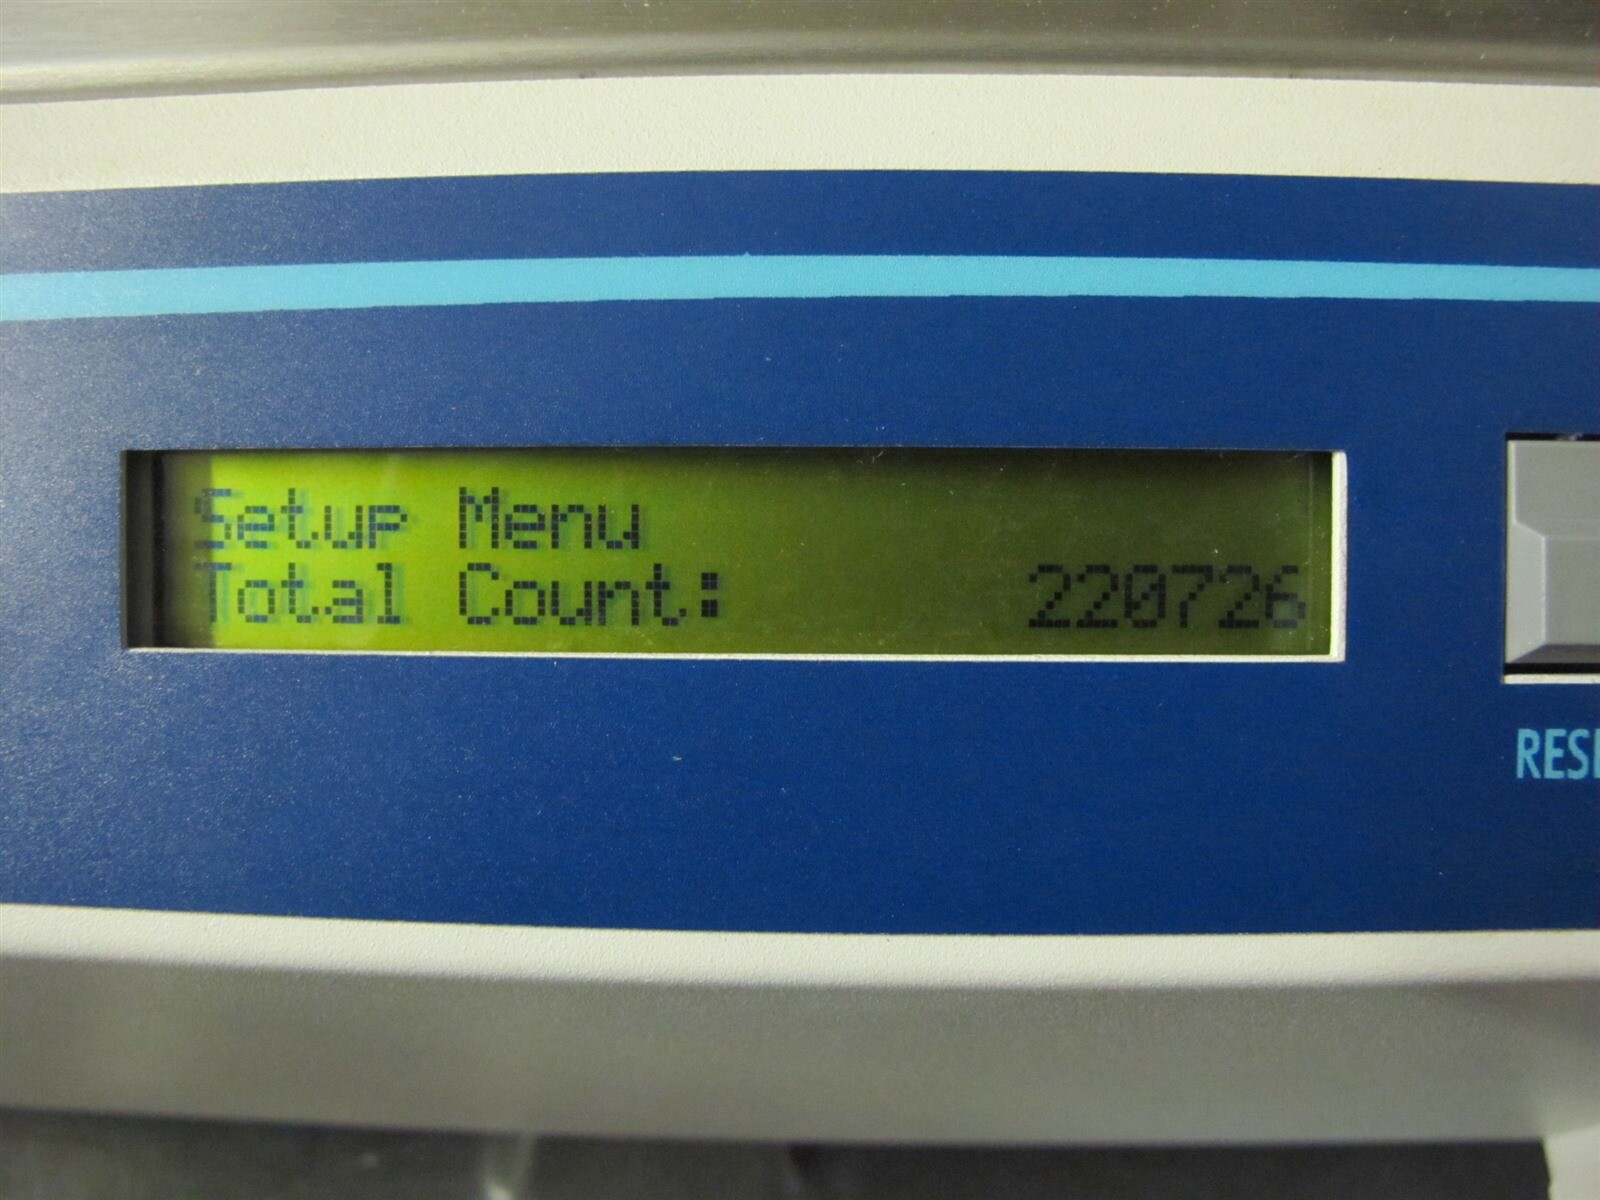 Setup Menu
Total Count: 220726